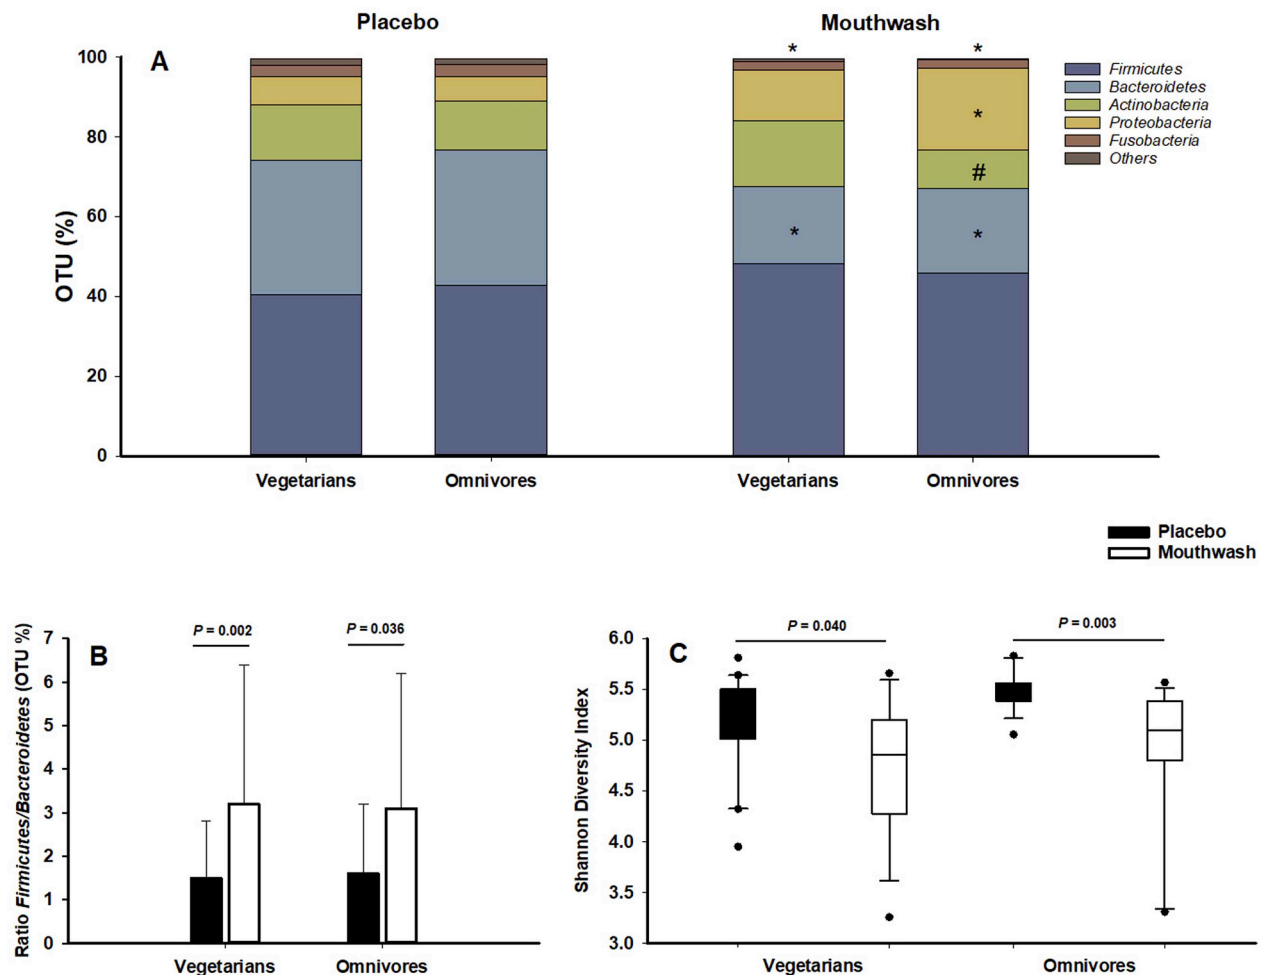 Placebo
Mouthwash
A
*
*
100
80
60
40
20
0
OTU (%)
*
#
*
*
Firmicutes
Bacteroidetes
Actinobacteria
Proteobacteria
Fusobacteria
Others
Vegetarians
Omnivores
Vegetarians
Omnivores
Placebo
Mouthwash
B
P = 0.002
P = 0.036
7
6
5
4
3
2
1
0
Ratio Firmicutes/Bacteroidetes (OTU %)
Vegetarians
Omnivores
C
P = 0.040
P = 0.003
6.0
5.5
5.0
4.5
4.0
3.5
3.0
Shannon Diversity Index
Vegetarians
Omnivores